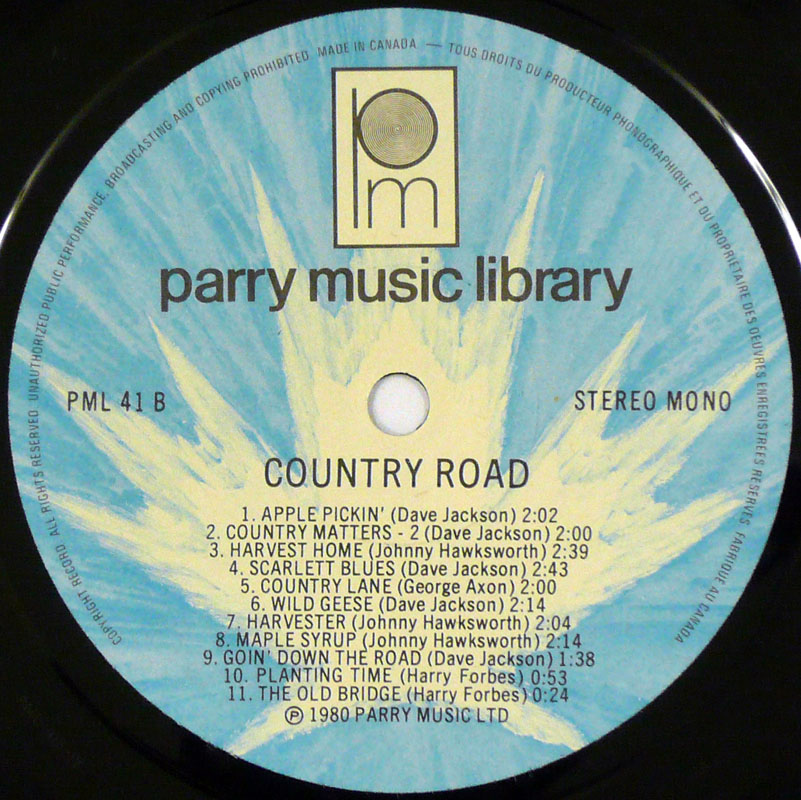 COPYRIGHT RECORD. ALL RIGHTS RESERVED. UNAUTHORIZED PUBLIC PERFORMANCE, BROADCASTING AND COPYING PROHIBITED MADE IN CANADA — TOUS DROITS DU PRODUCTEUR PHONOGRAPHIQUE ET DU PROPRIETAIRE DES OEUVRES ENREGISTREES RESERVES FABRIQUE AU CANADA
pm
parry music library
PML 41 B
STEREO MONO
COUNTRY ROAD
1. APPLE PICKIN' (Dave Jackson) 2:02
2. COUNTRY MATTERS - 2 (Dave Jackson) 2:00
3. HARVEST HOME (Johnny Hawksworth) 2:39
4. SCARLETT BLUES (Dave Jackson) 2:43
5. COUNTRY LANE (George Axon) 2:00
6. WILD GEESE (Dave Jackson) 2:14
7. HARVESTER (Johnny Hawksworth) 2:04
8. MAPLE SYRUP (Johnny Hawksworth) 2:14
9. GOIN' DOWN THE ROAD (Dave Jackson) 1:38
10. PLANTING TIME (Harry Forbes) 0:53
11. THE OLD BRIDGE (Harry Forbes) 0:24
℗ 1980 PARRY MUSIC LTD